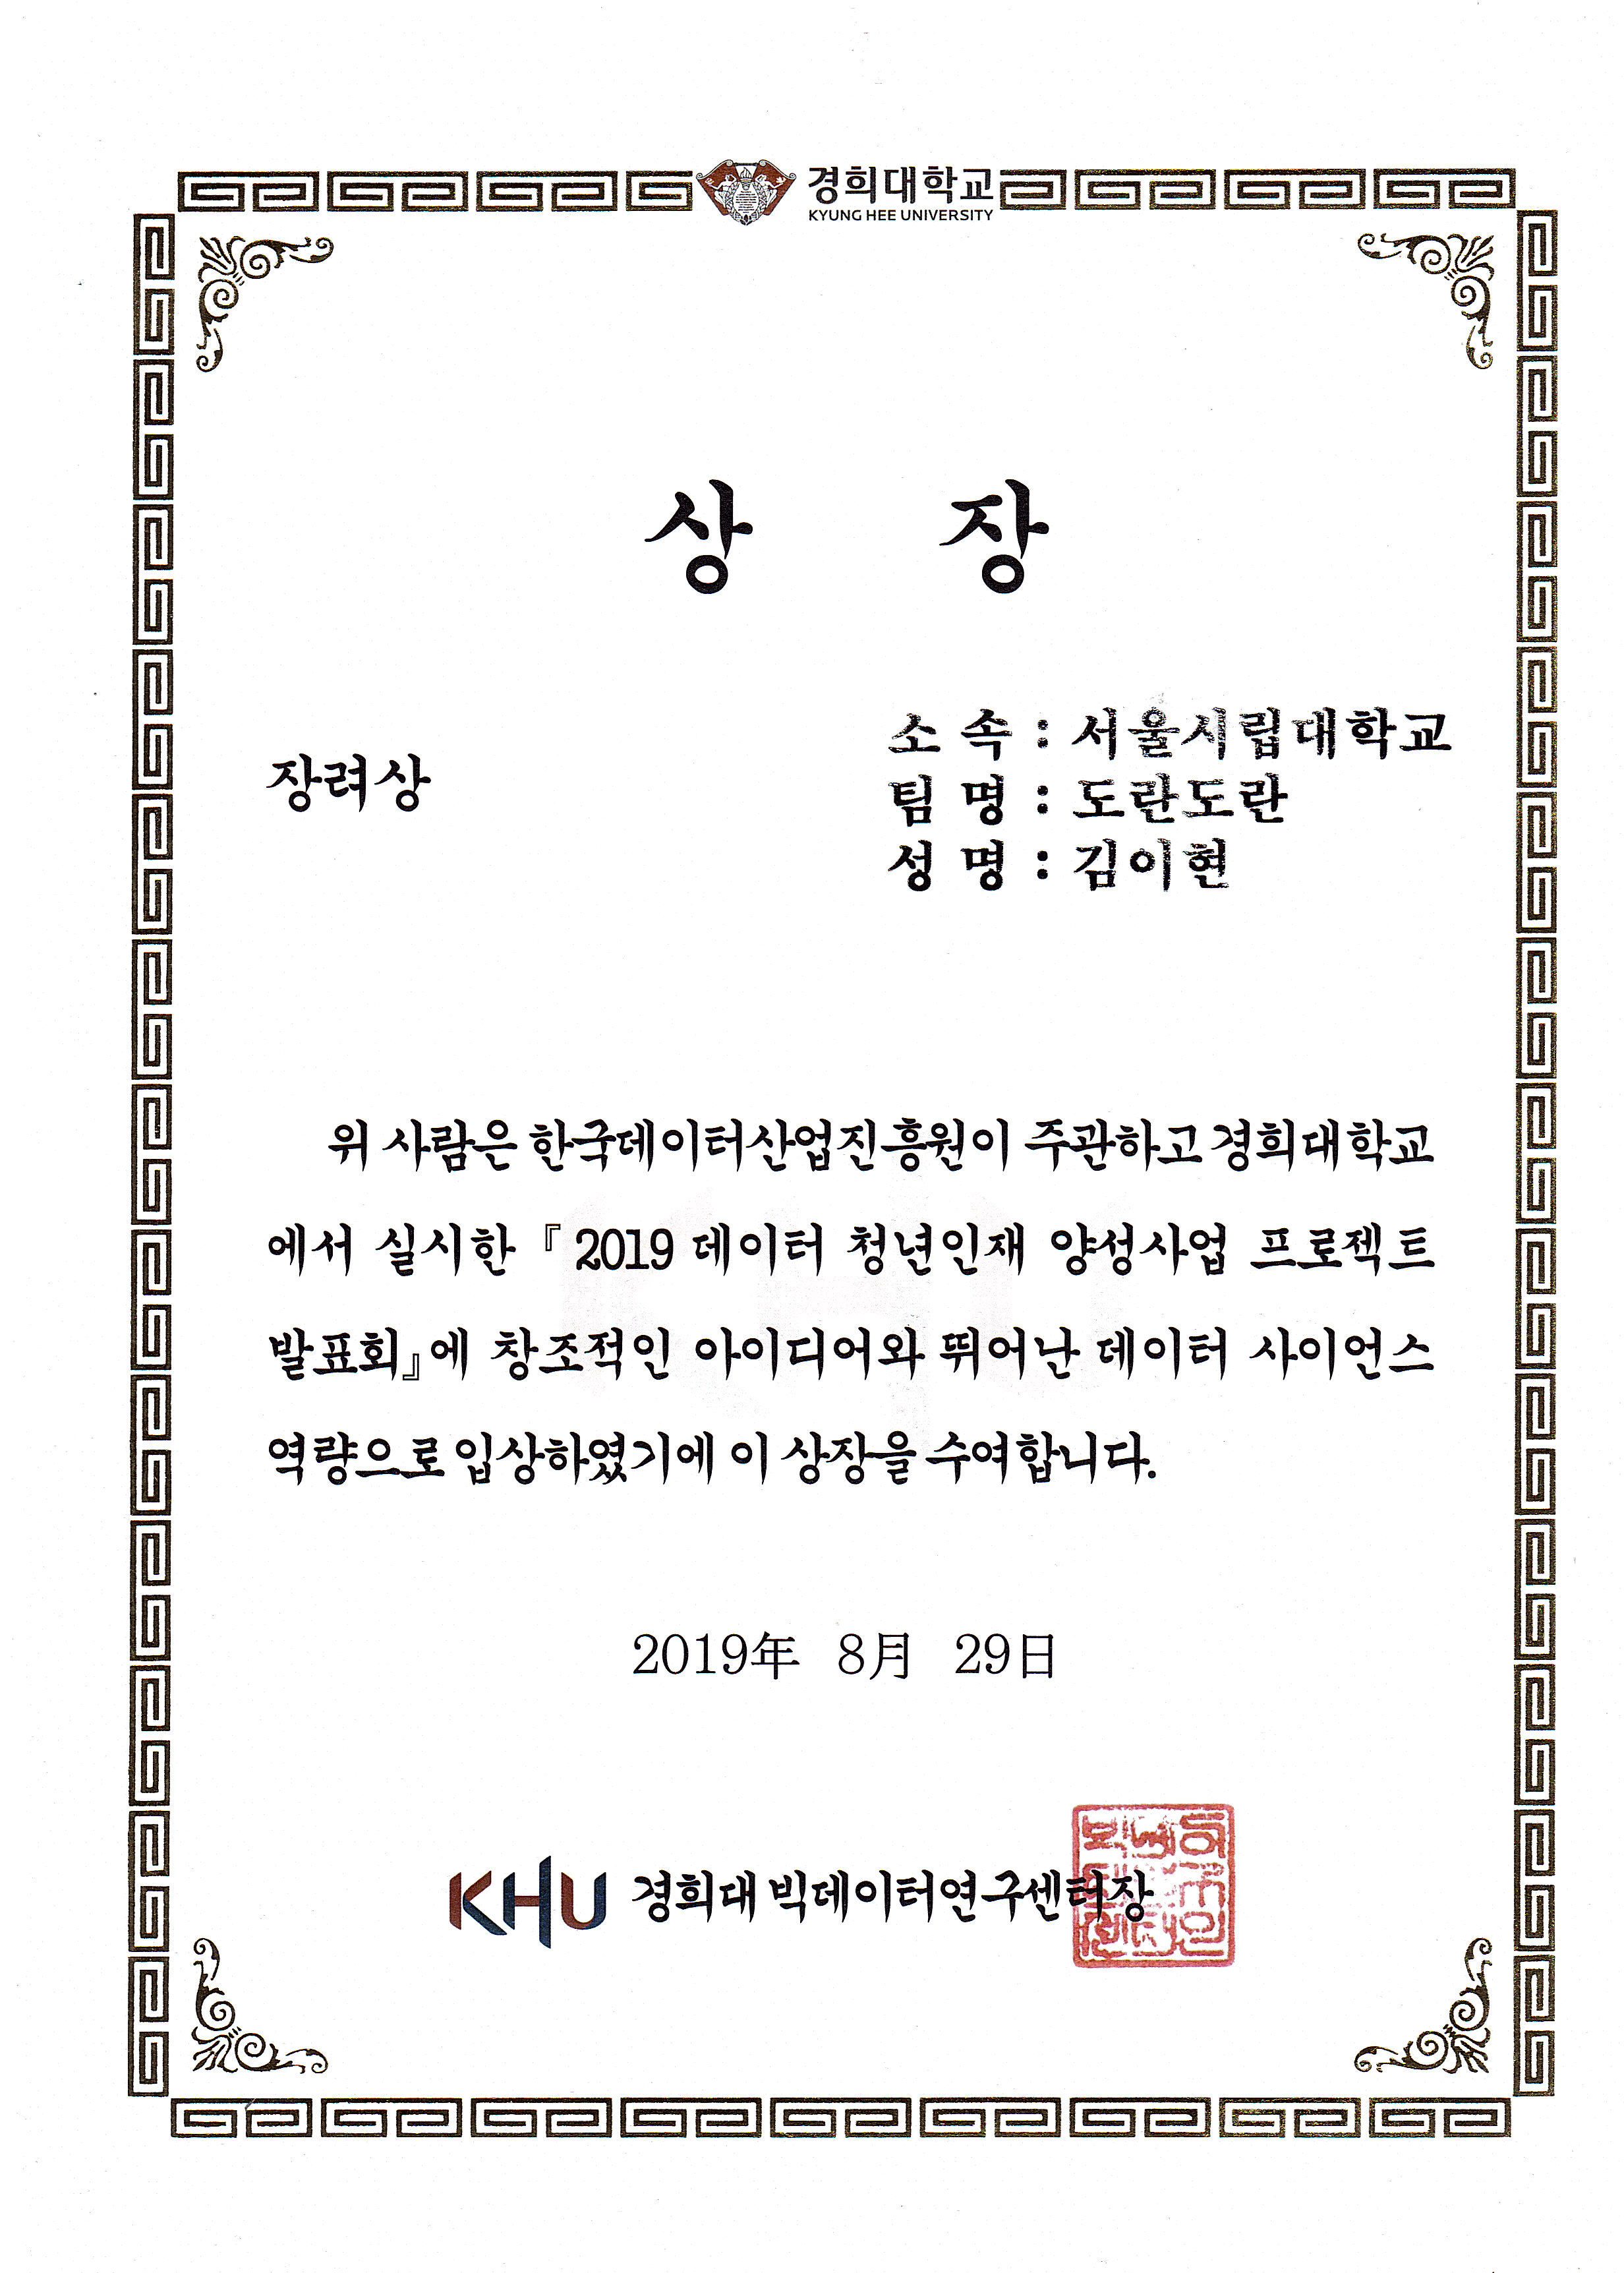 경희대학교
KYUNG HEE UNIVERSITY
상 장
장려상
소 속 : 서울시립대학교
팀 명 : 도란도란
성 명 : 김이현
위 사람은 한국데이터산업진흥원이 주관하고 경희대학교
에서 실시한 『2019 데이터 청년인재 양성사업 프로젝트
발표회』에 창조적인 아이디어와 뛰어난 데이터 사이언스
역량으로 입상하였기에 이 상장을 수여합니다.
2019年 8月 29日
KHU 경희대 빅데이터연구센터장